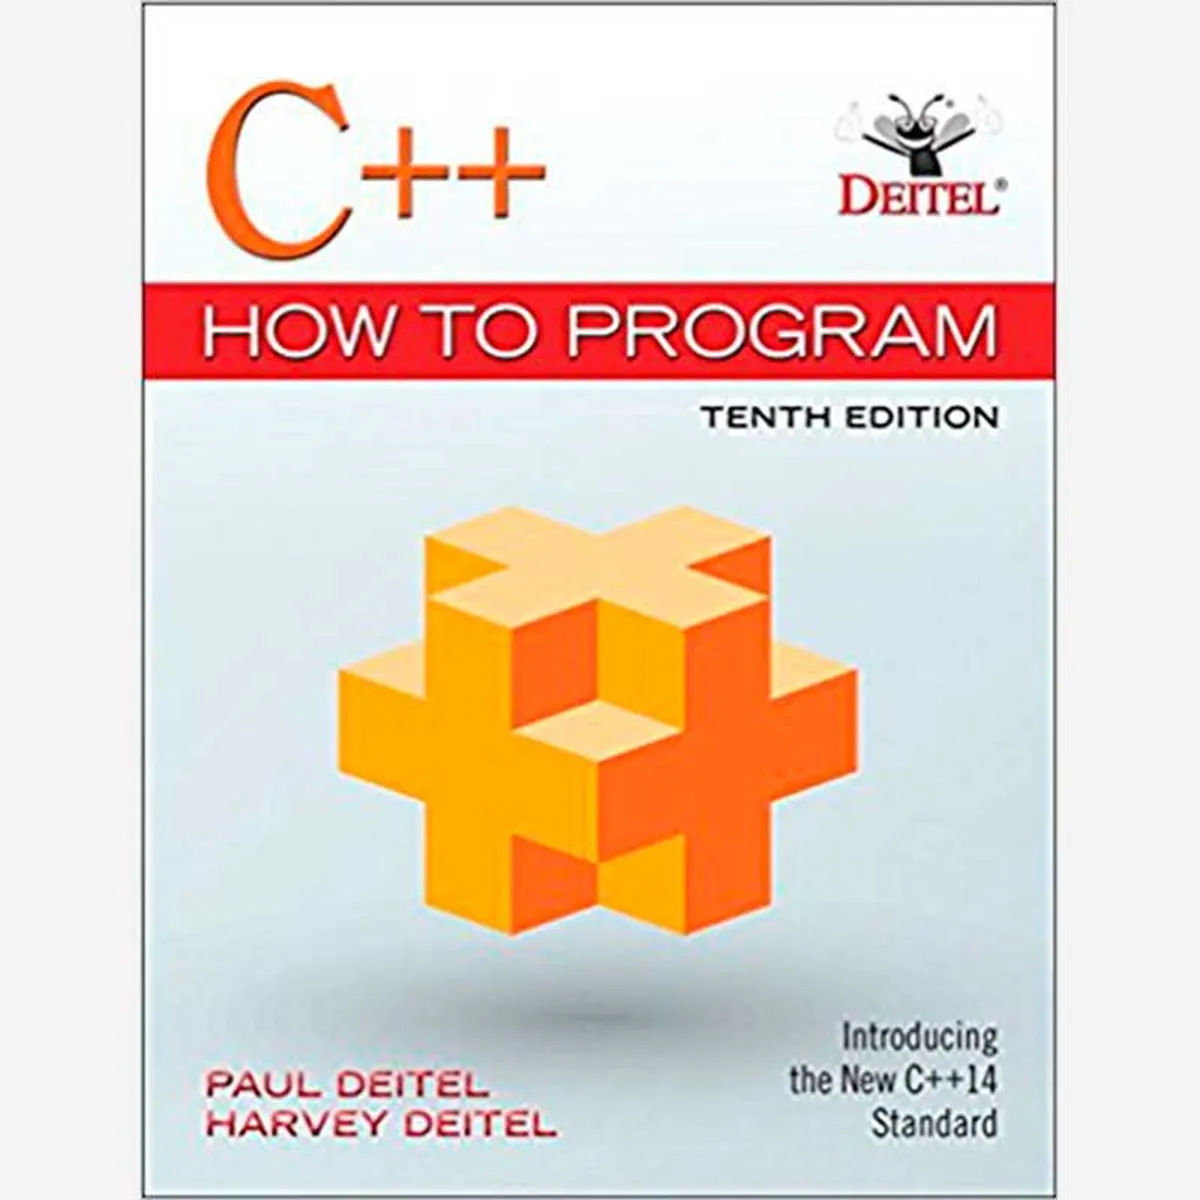 C++
DEITEL®
HOW TO PROGRAM
TENTH EDITION
PAUL DEITEL
HARVEY DEITEL
Introducing
the New C++14
Standard